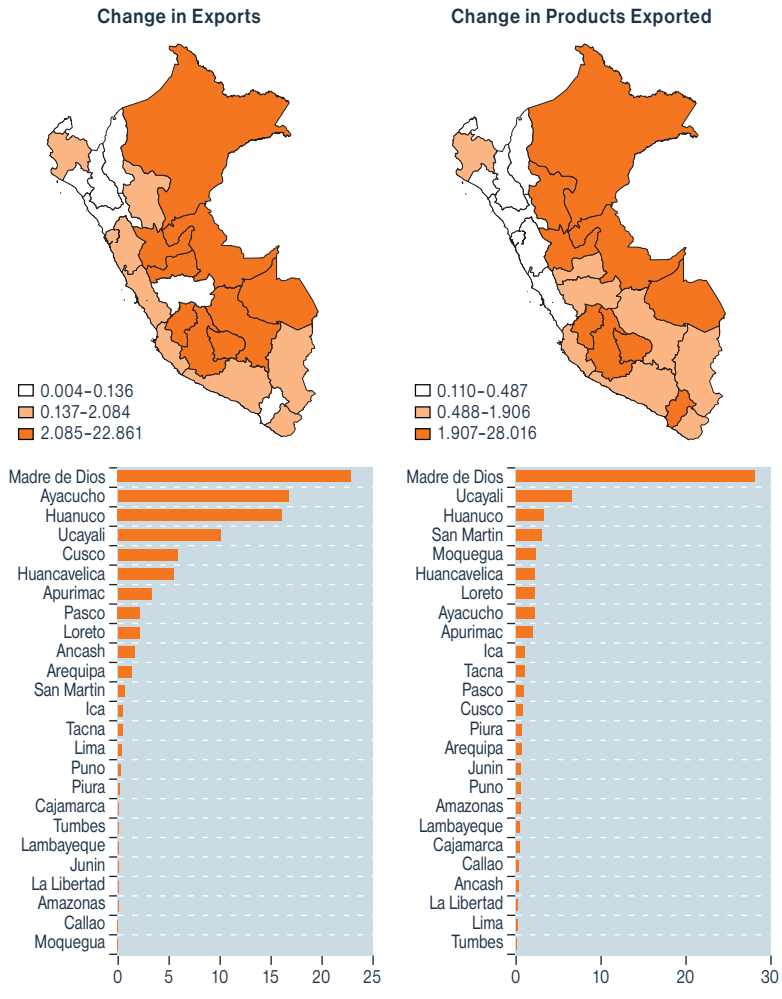 Change in Exports
0.004–0.136
0.137–2.084
2.085–22.861
Madre de Dios
Ayacucho
Huanuco
Ucayali
Cusco
Huancavelica
Apurimac
Pasco
Loreto
Ancash
Arequipa
San Martin
Ica
Tacna
Lima
Puno
Piura
Cajamarca
Tumbes
Lambayeque
Junin
La Libertad
Amazonas
Callao
Moquegua
0 5 10 15 20 25
Change in Products Exported
0.110–0.487
0.488–1.906
1.907–28.016
Madre de Dios
Ucayali
Huanuco
San Martin
Moquegua
Huancavelica
Loreto
Ayacucho
Apurimac
Ica
Tacna
Pasco
Cusco
Piura
Arequipa
Junin
Puno
Amazonas
Lambayeque
Cajamarca
Callao
Ancash
La Libertad
Lima
Tumbes
0 10 20 30